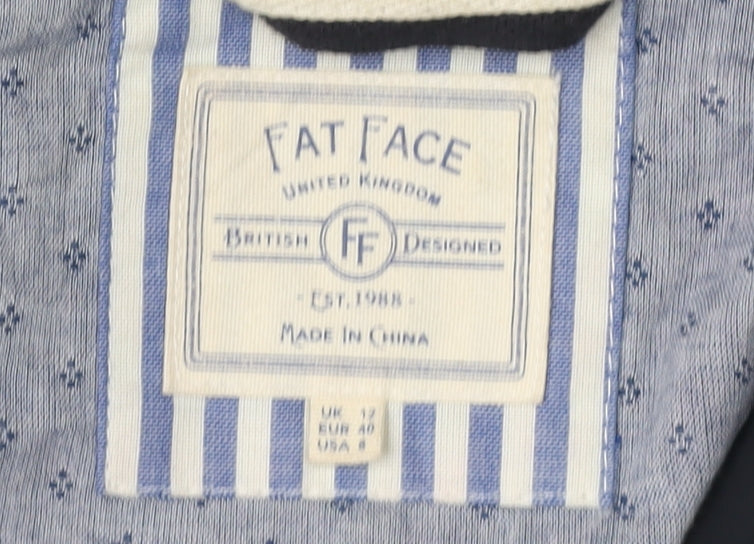 FAT FACE
UNITED KINGDOM
BRITISH FF DESIGNED
- EST. 1988 -
MADE IN CHINA
UK 12
EUR 40
USA 8